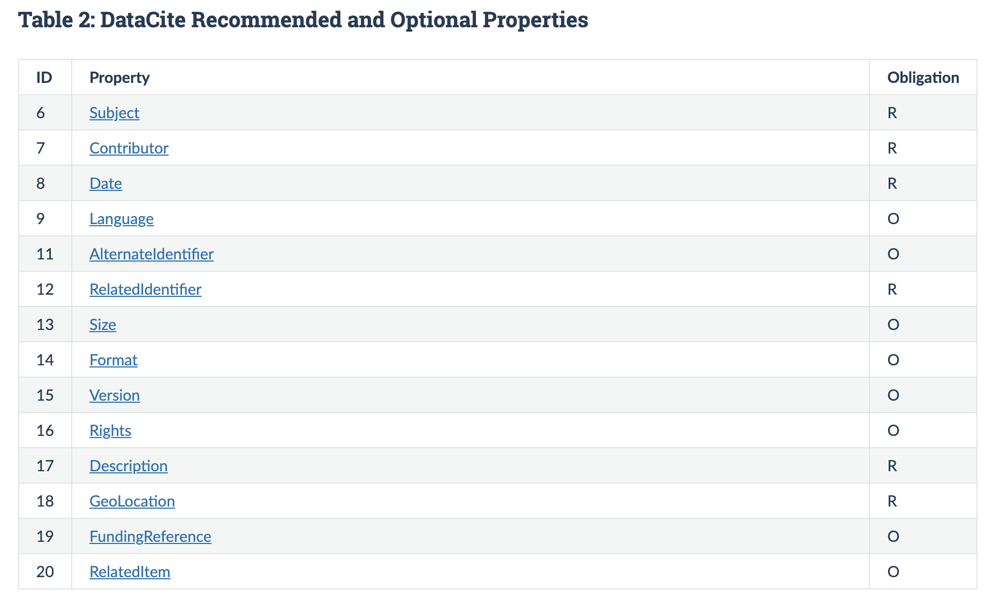 Table 2: DataCite Recommended and Optional Properties
ID Property Obligation
6 Subject R
7 Contributor R
8 Date R
9 Language O
11 AlternateIdentifier O
12 RelatedIdentifier R
13 Size O
14 Format O
15 Version O
16 Rights O
17 Description R
18 GeoLocation R
19 FundingReference O
20 RelatedItem O